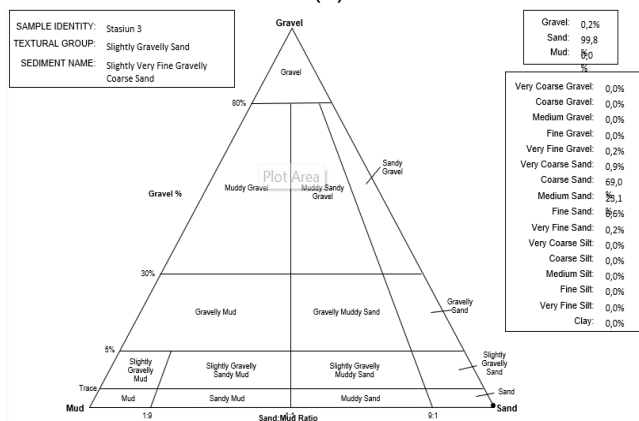 SAMPLE IDENTITY: Stasiun 3
TEXTURAL GROUP: Slightly Gravelly Sand
SEDIMENT NAME: Slightly Very Fine Gravelly
Coarse Sand
Gravel: 0,2%
Sand: 99,8
%
Mud: 0,0
%
Very Coarse Gravel: 0,0%
Coarse Gravel: 0,0%
Medium Gravel: 0,0%
Fine Gravel: 0,0%
Very Fine Gravel: 0,2%
Very Coarse Sand: 0,9%
Coarse Sand: 69,0
%
Medium Sand: 23,1
%
Fine Sand: 6,6%
Very Fine Sand: 0,2%
Very Coarse Silt: 0,0%
Coarse Silt: 0,0%
Medium Silt: 0,0%
Fine Silt: 0,0%
Very Fine Silt: 0,0%
Clay: 0,0%
Gravel
Gravel
80%
Sandy
Gravel
Plot Area
Gravel %
Muddy Gravel
Muddy Sandy
Gravel
30%
Gravelly Mud
Gravelly Muddy Sand
Gravelly
Sand
5%
Slightly
Gravelly
Mud
Slightly Gravelly
Sandy Mud
Slightly Gravelly
Muddy Sand
Slightly
Gravelly
Sand
Trace
Mud
Sandy Mud
Muddy Sand
Sand
Mud
Sand
1:9
9:1
Sand:Mud Ratio